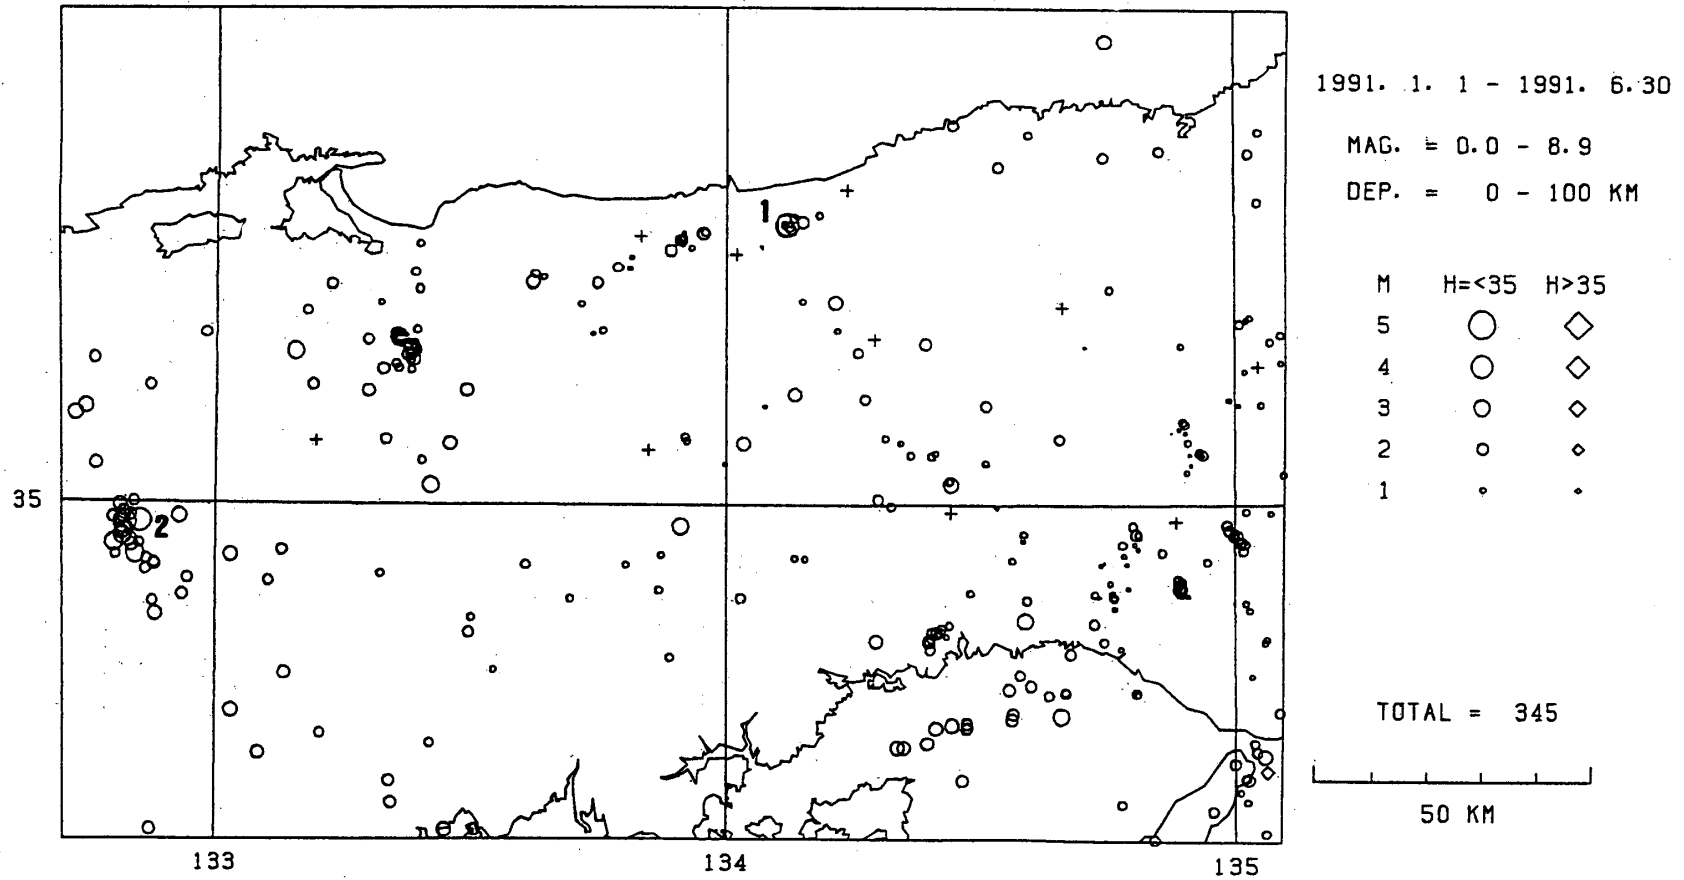 1991. 1. 1 - 1991. 6.30
MAG. = 0.0 - 8.9
DEP. = 0 - 100 KM
1
M H=<35 H>35
5
4
3
2
1
35
2
TOTAL = 345
50 KM
133
134
135